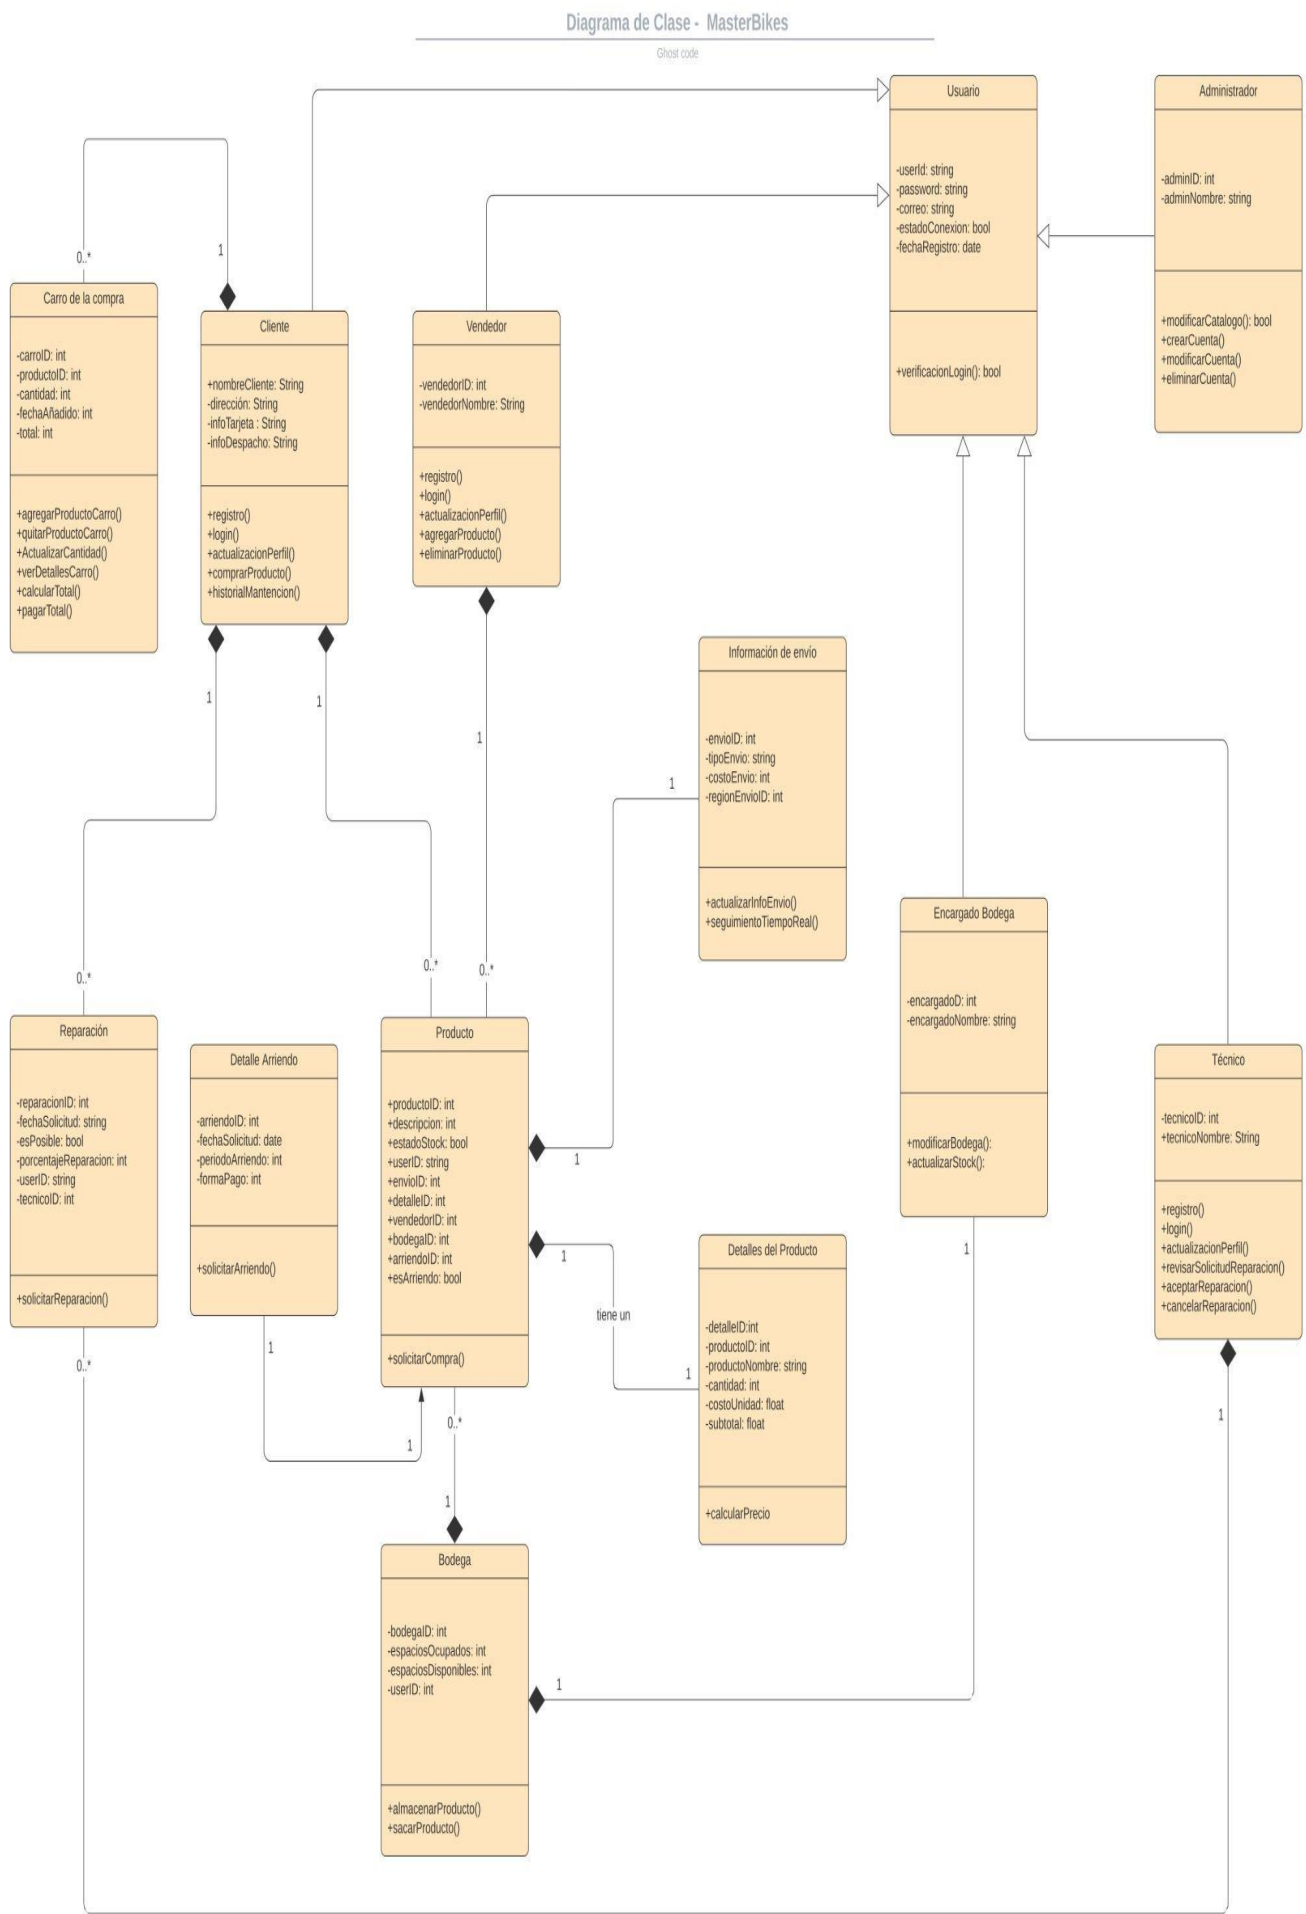 Diagrama de Clase - MasterBikes
Ghost code
Usuario
-userId: string
-password: string
-correo: string
-estadoConexion: bool
-fechaRegistro: date
+verificacionLogin(): bool
Administrador
-adminID: int
-adminNombre: string
+modificarCatalogo(): bool
+crearCuenta()
+modificarCuenta()
+eliminarCuenta()
0..*
1
Carro de la compra
-carroID: int
-productoID: int
-cantidad: int
-fechaAñadido: int
-total: int
+agregarProductoCarro()
+quitarProductoCarro()
+ActualizarCantidad()
+verDetallesCarro()
+calcularTotal()
+pagarTotal()
Cliente
+nombreCliente: String
-dirección: String
-infoTarjeta : String
-infoDespacho: String
+registro()
+login()
+actualizacionPerfil()
+comprarProducto()
+historialMantencion()
Vendedor
-vendedorID: int
-vendedorNombre: String
+registro()
+login()
+actualizacionPerfil()
+agregarProducto()
+eliminarProducto()
1
1
1
0..*
0..*
0..*
Información de envío
-envioID: int
-tipoEnvio: string
-costoEnvio: int
-regionEnvioID: int
+actualizarInfoEnvio()
+seguimientoTiempoReal()
1
1
Encargado Bodega
-encargadoD: int
-encargadoNombre: string
+modificarBodega():
+actualizarStock():
1
Reparación
-reparacionID: int
-fechaSolicitud: string
-esPosible: bool
-porcentajeReparacion: int
-userID: string
-tecnicoID: int
+solicitarReparacion()
0..*
Detalle Arriendo
-arriendoID: int
-fechaSolicitud: date
-periodoArriendo: int
-formaPago: int
+solicitarArriendo()
1
1
Producto
+productoID: int
+descripcion: int
+estadoStock: bool
+userID: string
+envioID: int
+detalleID: int
+vendedorID: int
+bodegaID: int
+arriendoID: int
+esArriendo: bool
+solicitarCompra()
0..*
1
1
tiene un
1
Detalles del Producto
-detalleID:int
-productoID: int
-productoNombre: string
-cantidad: int
-costoUnidad: float
-subtotal: float
+calcularPrecio
Técnico
-tecnicoID: int
+tecnicoNombre: String
+registro()
+login()
+actualizacionPerfil()
+revisarSolicitudReparacion()
+aceptarReparacion()
+cancelarReparacion()
1
Bodega
-bodegaID: int
-espaciosOcupados: int
-espaciosDisponibles: int
-userID: int
+almacenarProducto()
+sacarProducto()
1